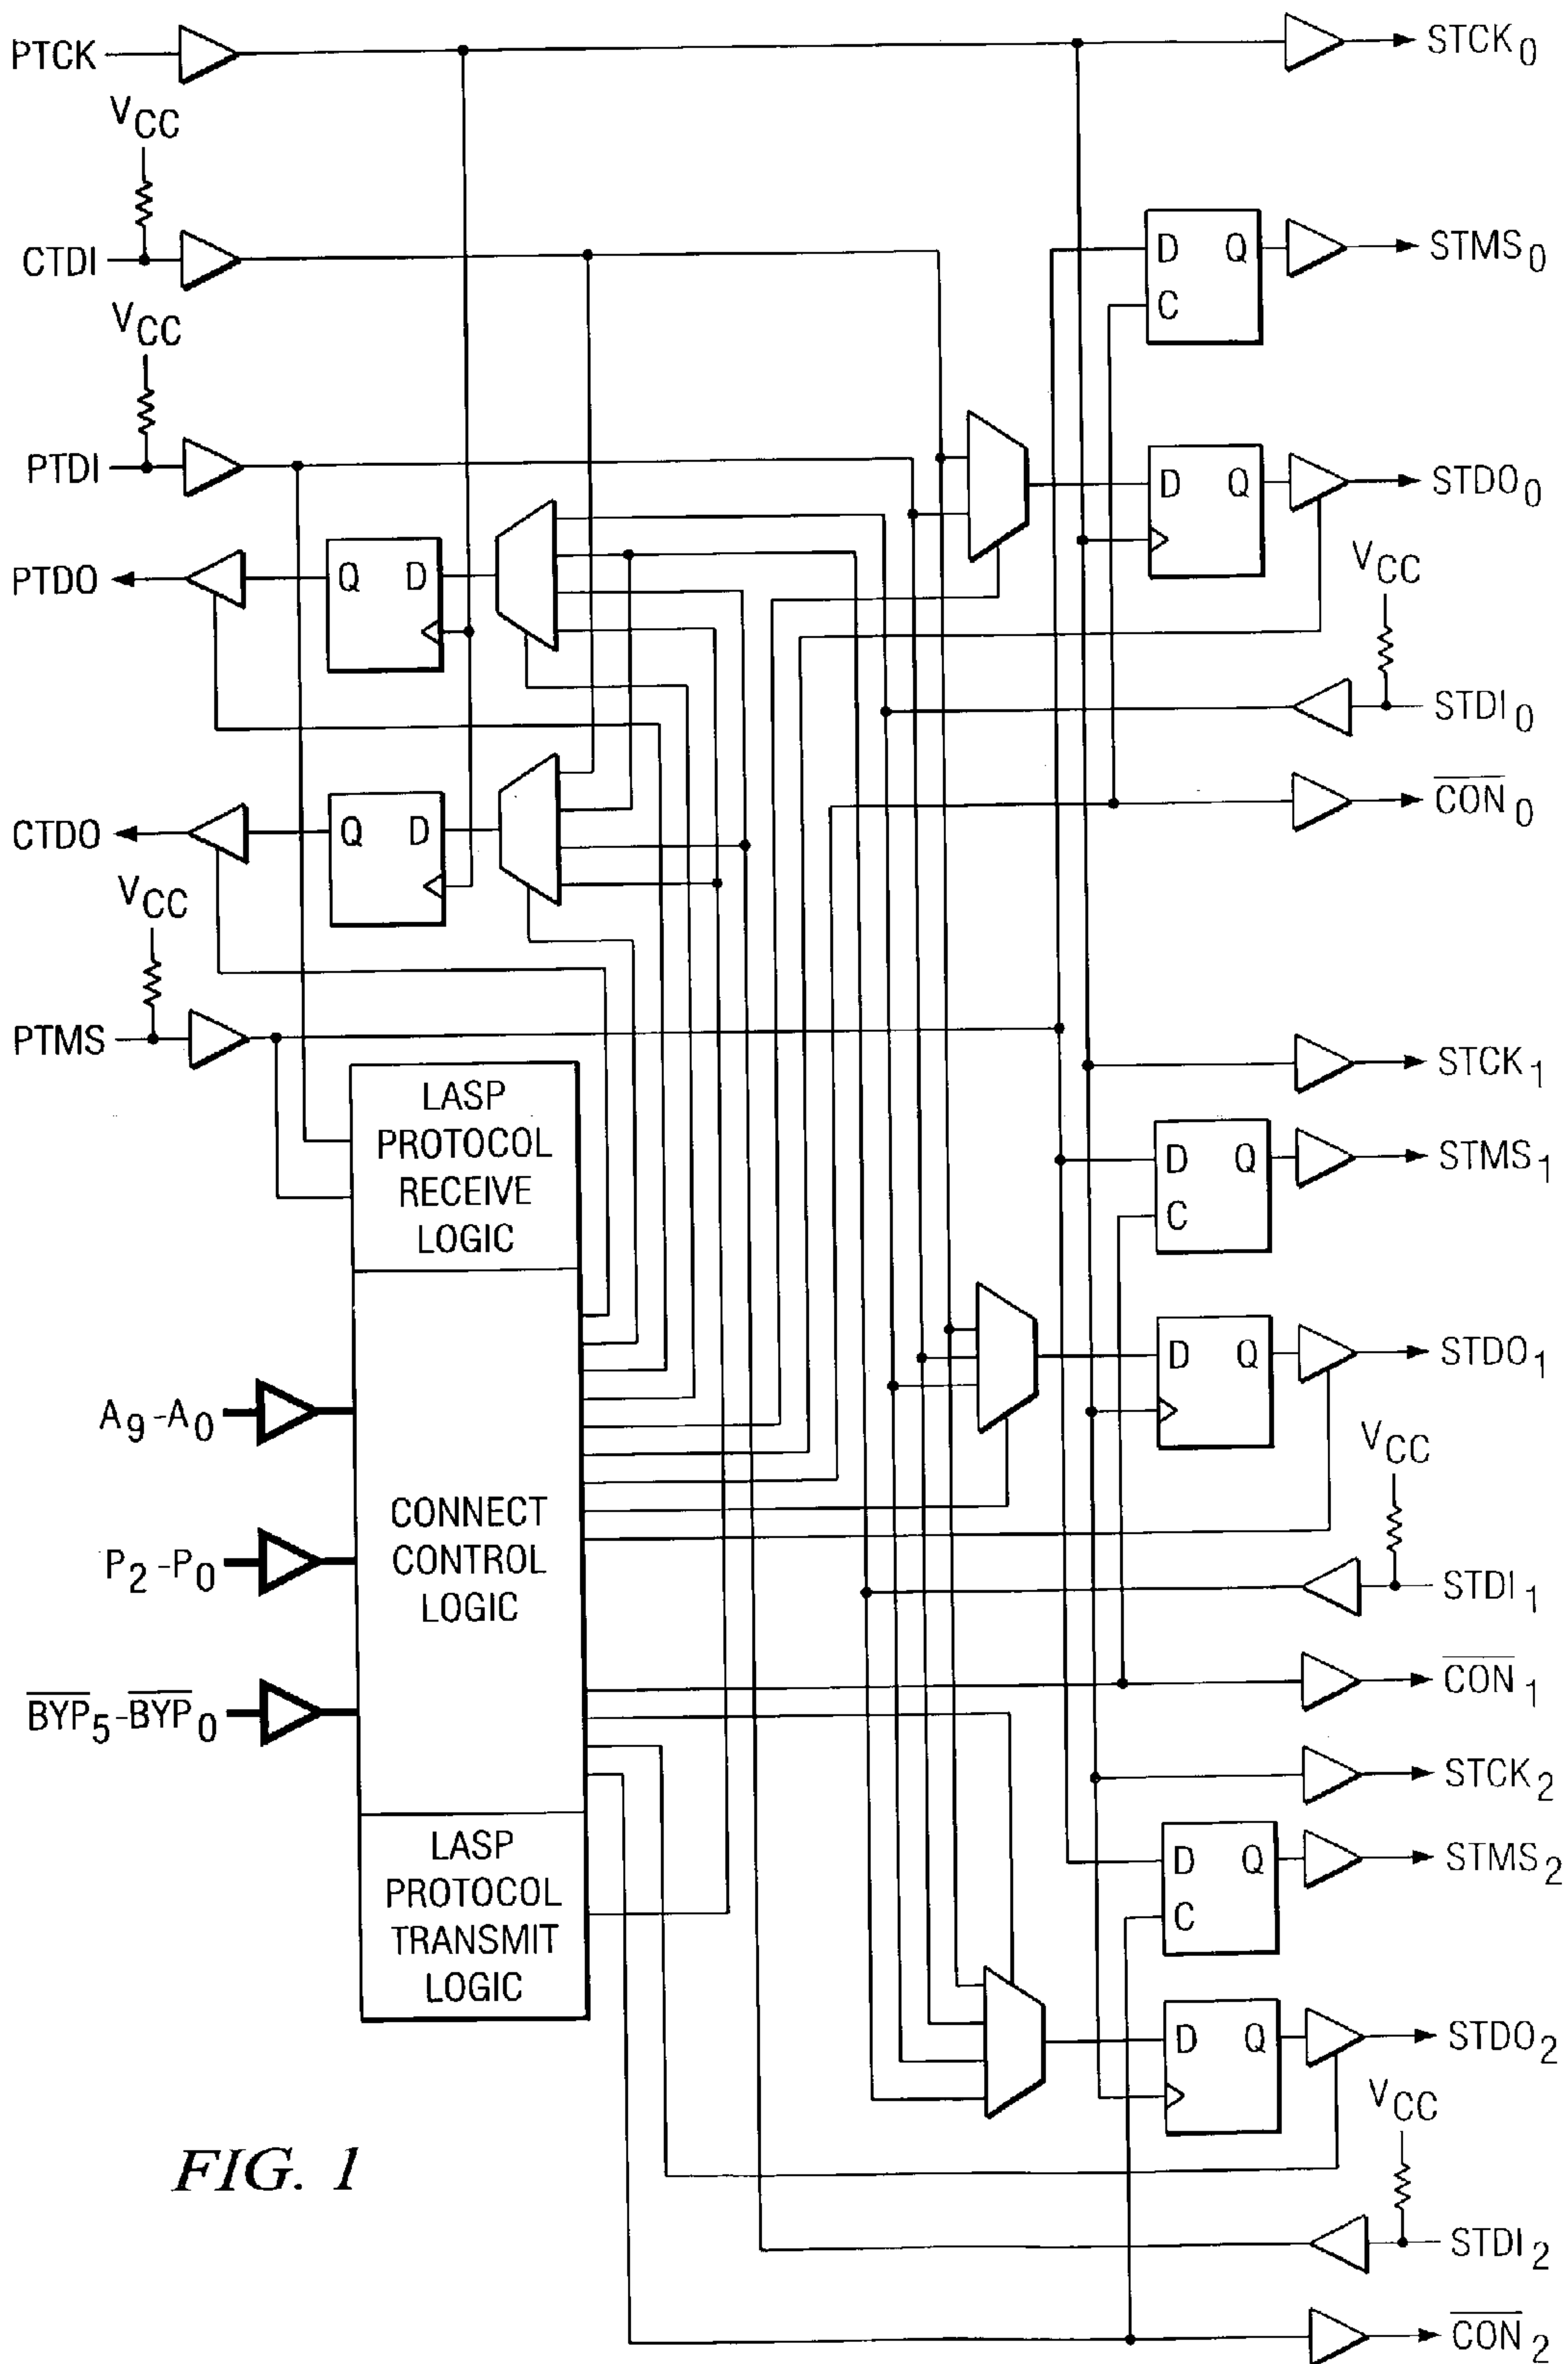 PTCK
STCK0
VCC
CTDI
D Q
C
STMS0
VCC
PTDI
D Q
STDO0
PTDO
Q D
VCC
STDI0
CTDO
Q D
CON0
VCC
PTMS
STCK1
LASP
PROTOCOL
RECEIVE
LOGIC
D Q
C
STMS1
D Q
STDO1
A9-A0
VCC
CONNECT
CONTROL
LOGIC
P2-P0
STDI1
CON1
BYP5-BYP0
STCK2
LASP
PROTOCOL
TRANSMIT
LOGIC
D Q
C
STMS2
D Q
STDO2
VCC
FIG. 1
STDI2
CON2